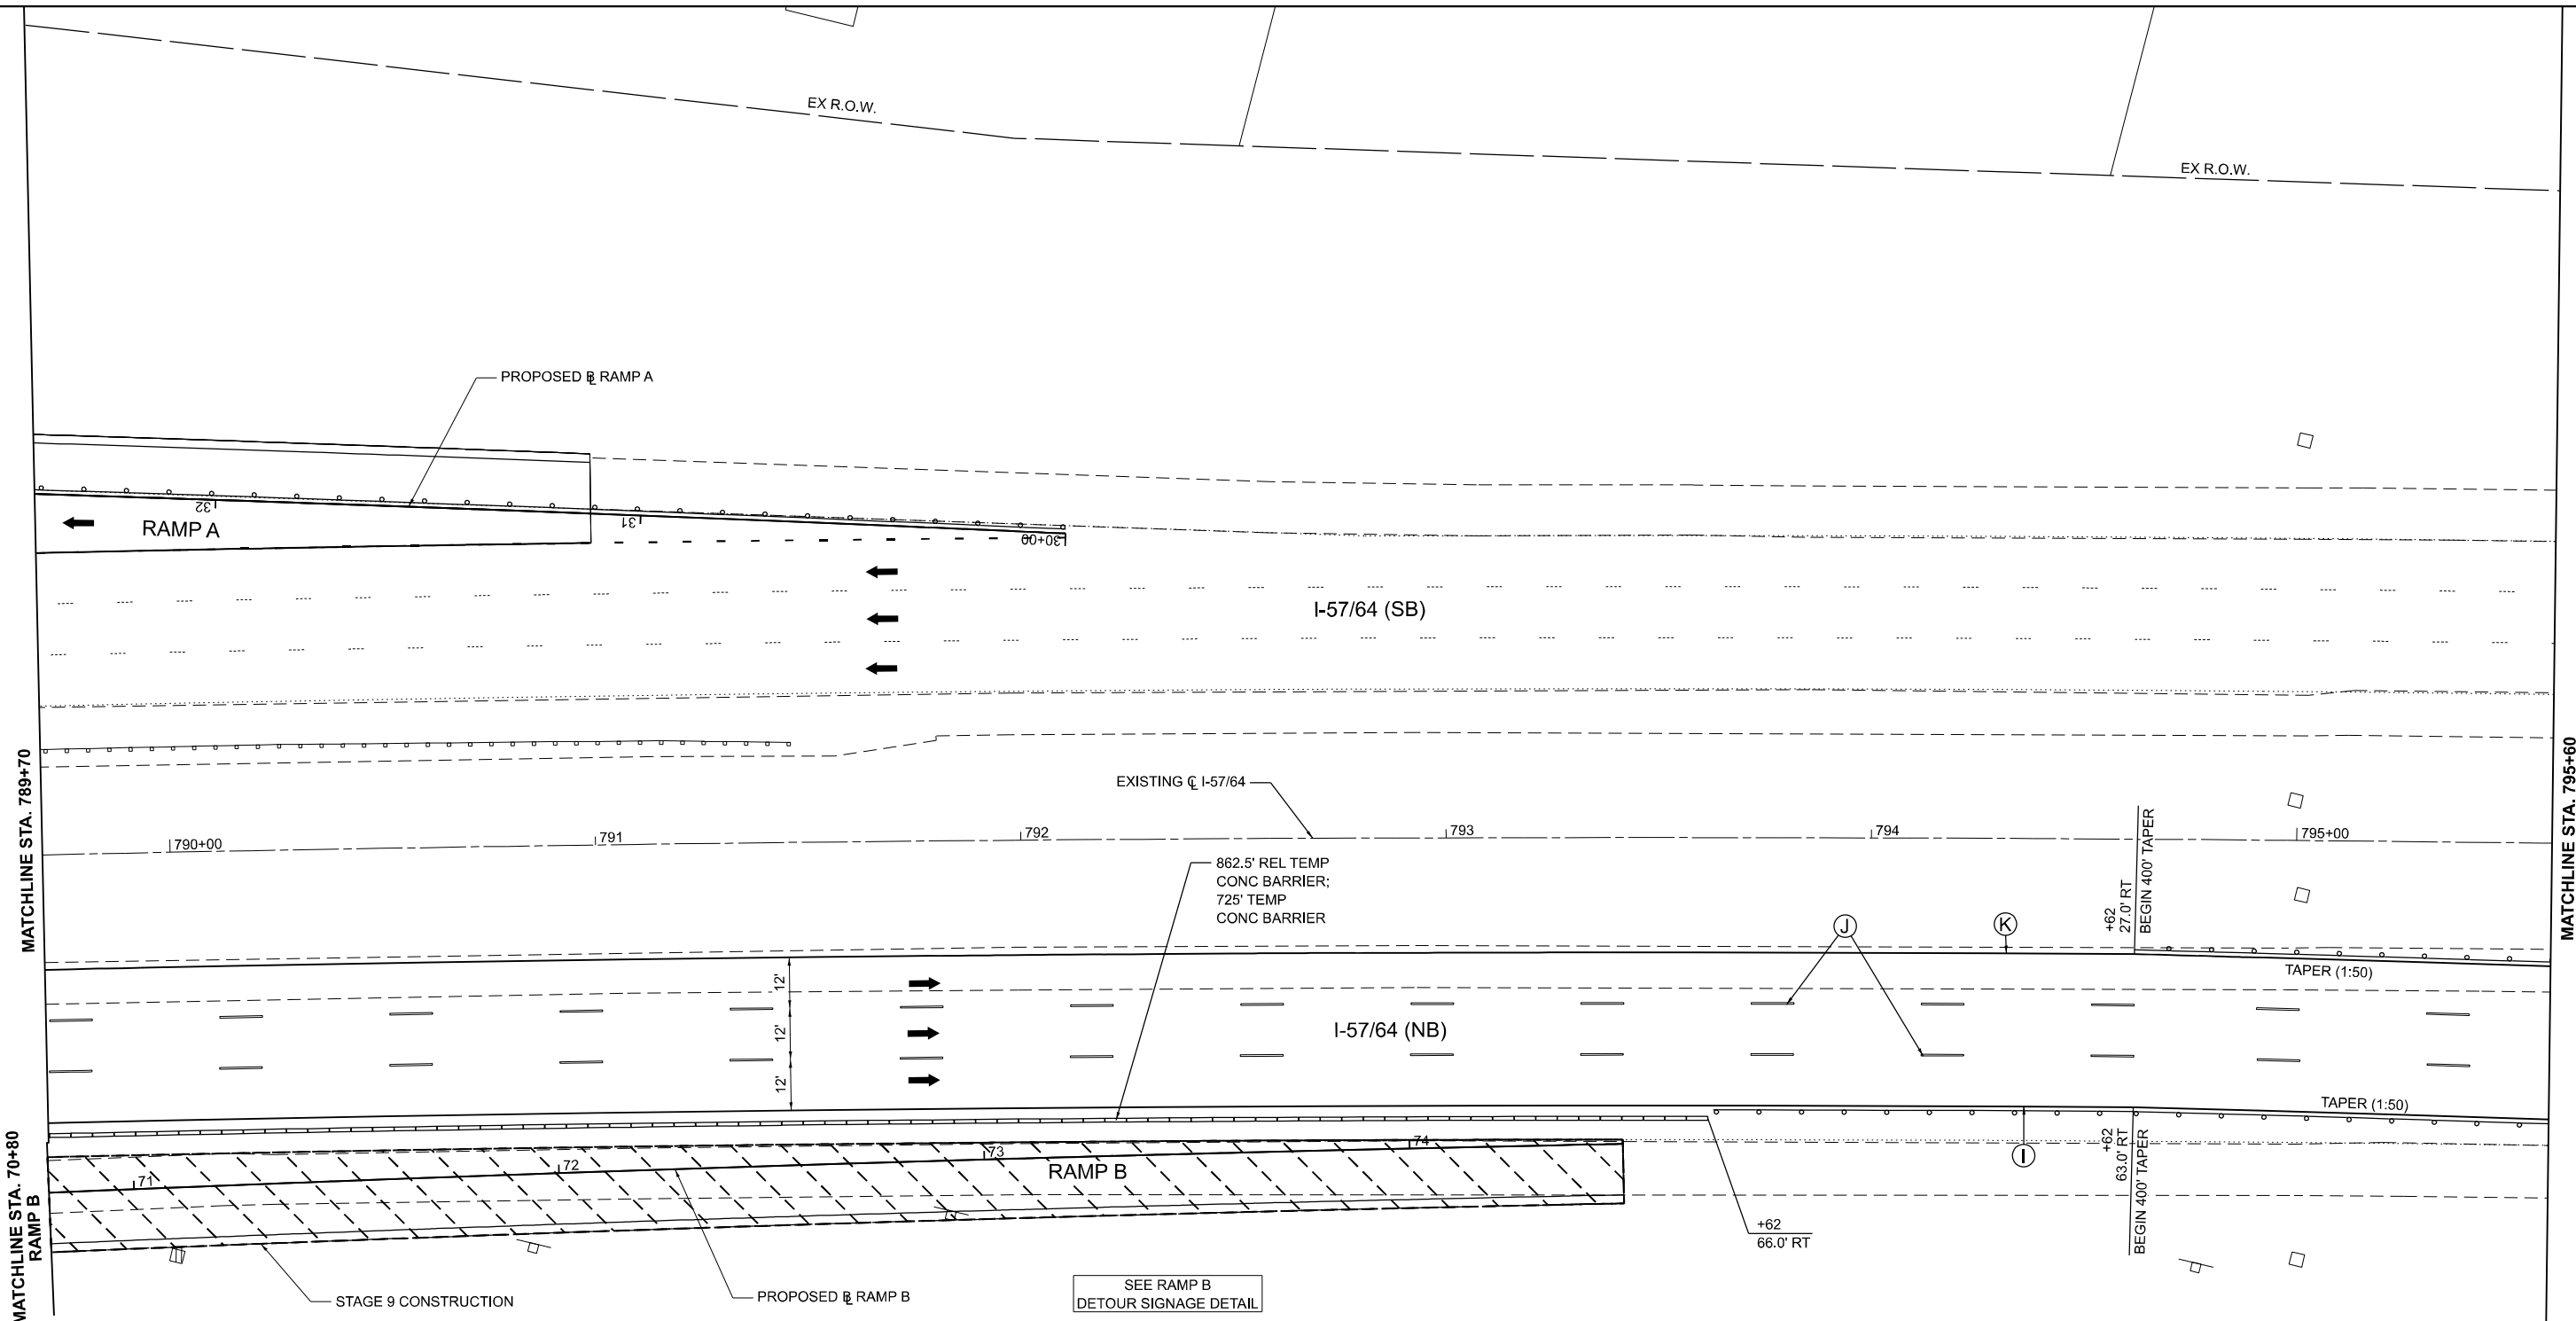 EX R.O.W.
EX R.O.W.
PROPOSED ℄ RAMP A
32
31
30+00
RAMP A
I-57/64 (SB)
MATCHLINE STA. 789+70
MATCHLINE STA. 795+60
EXISTING ℄ I-57/64
790+00
791
792
793
794
795+00
862.5' REL TEMP
CONC BARRIER;
725' TEMP
CONC BARRIER
J
K
+62
27.0' RT
BEGIN 400' TAPER
TAPER (1:50)
12'
12'
12'
I-57/64 (NB)
TAPER (1:50)
MATCHLINE STA. 70+80
RAMP B
71
72
73
74
RAMP B
I
+62
63.0' RT
BEGIN 400' TAPER
+62
66.0' RT
STAGE 9 CONSTRUCTION
PROPOSED ℄ RAMP B
SEE RAMP B
DETOUR SIGNAGE DETAIL